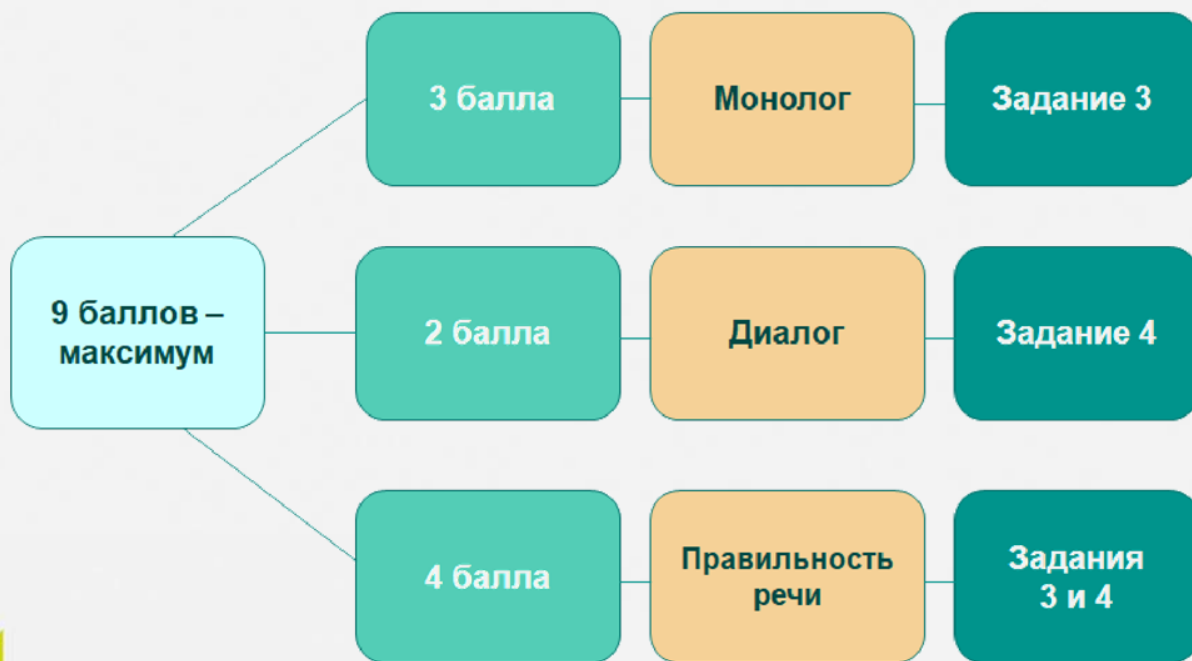 3 балла
Монолог
Задание 3
9 баллов –
максимум
2 балла
Диалог
Задание 4
4 балла
Правильность
речи
Задания
3 и 4